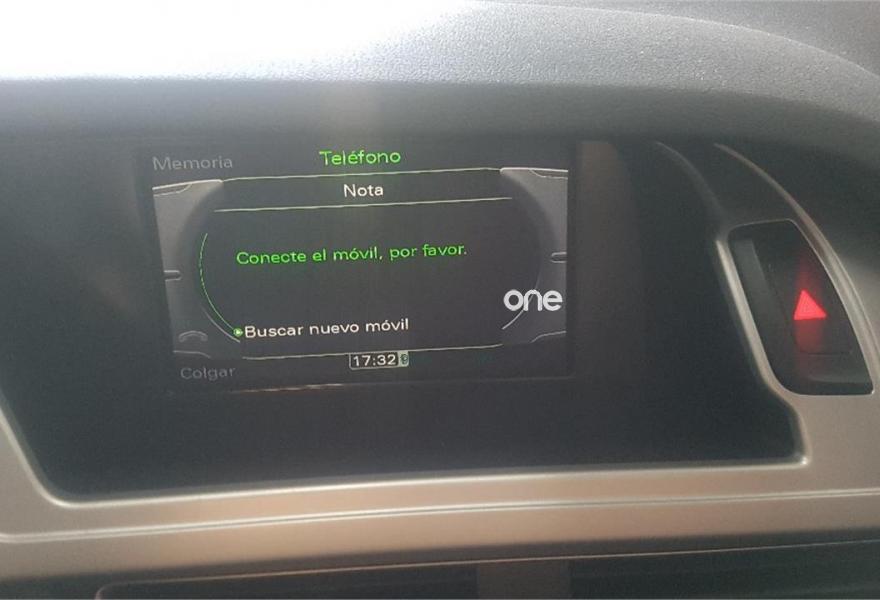 Memoria
Teléfono
Nota
Conecte el móvil, por favor.
one
Buscar nuevo móvil
17:32
Colgar